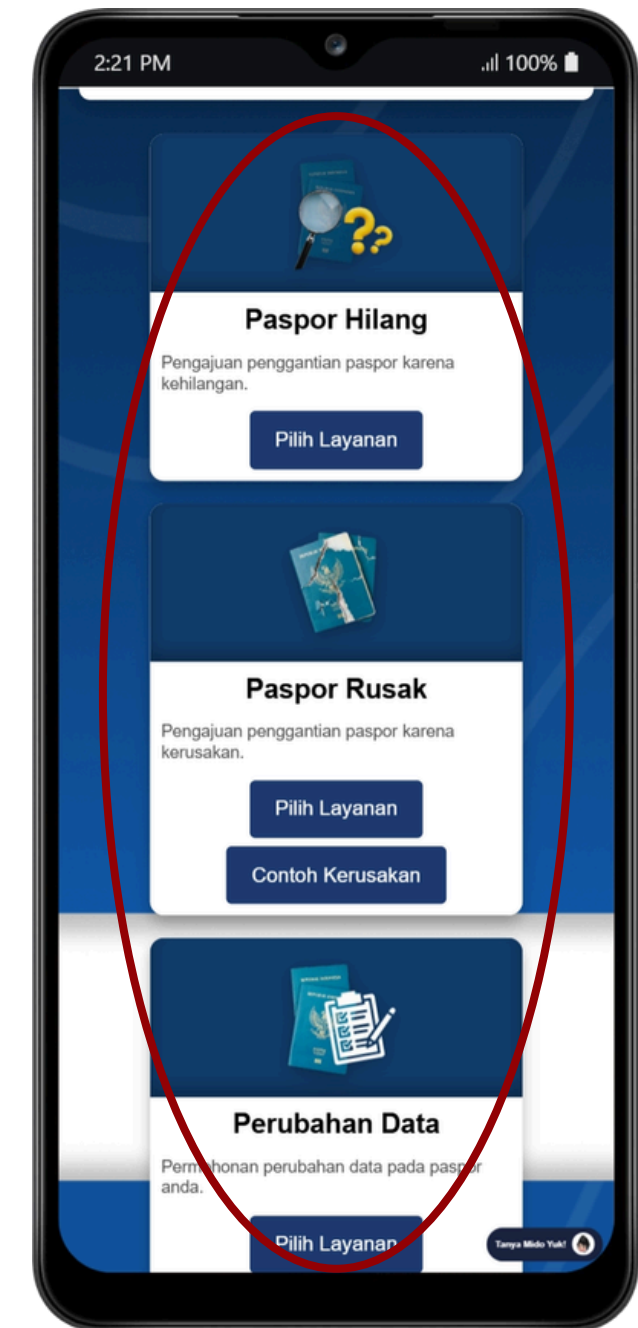 2:21 PM
100%
Paspor Hilang
Pengajuan penggantian paspor karena
kehilangan.
Pilih Layanan
Paspor Rusak
Pengajuan penggantian paspor karena
kerusakan.
Pilih Layanan
Contoh Kerusakan
Perubahan Data
Permohonan perubahan data pada paspor
anda.
Pilih Layanan
Tanya Mido Yuk!